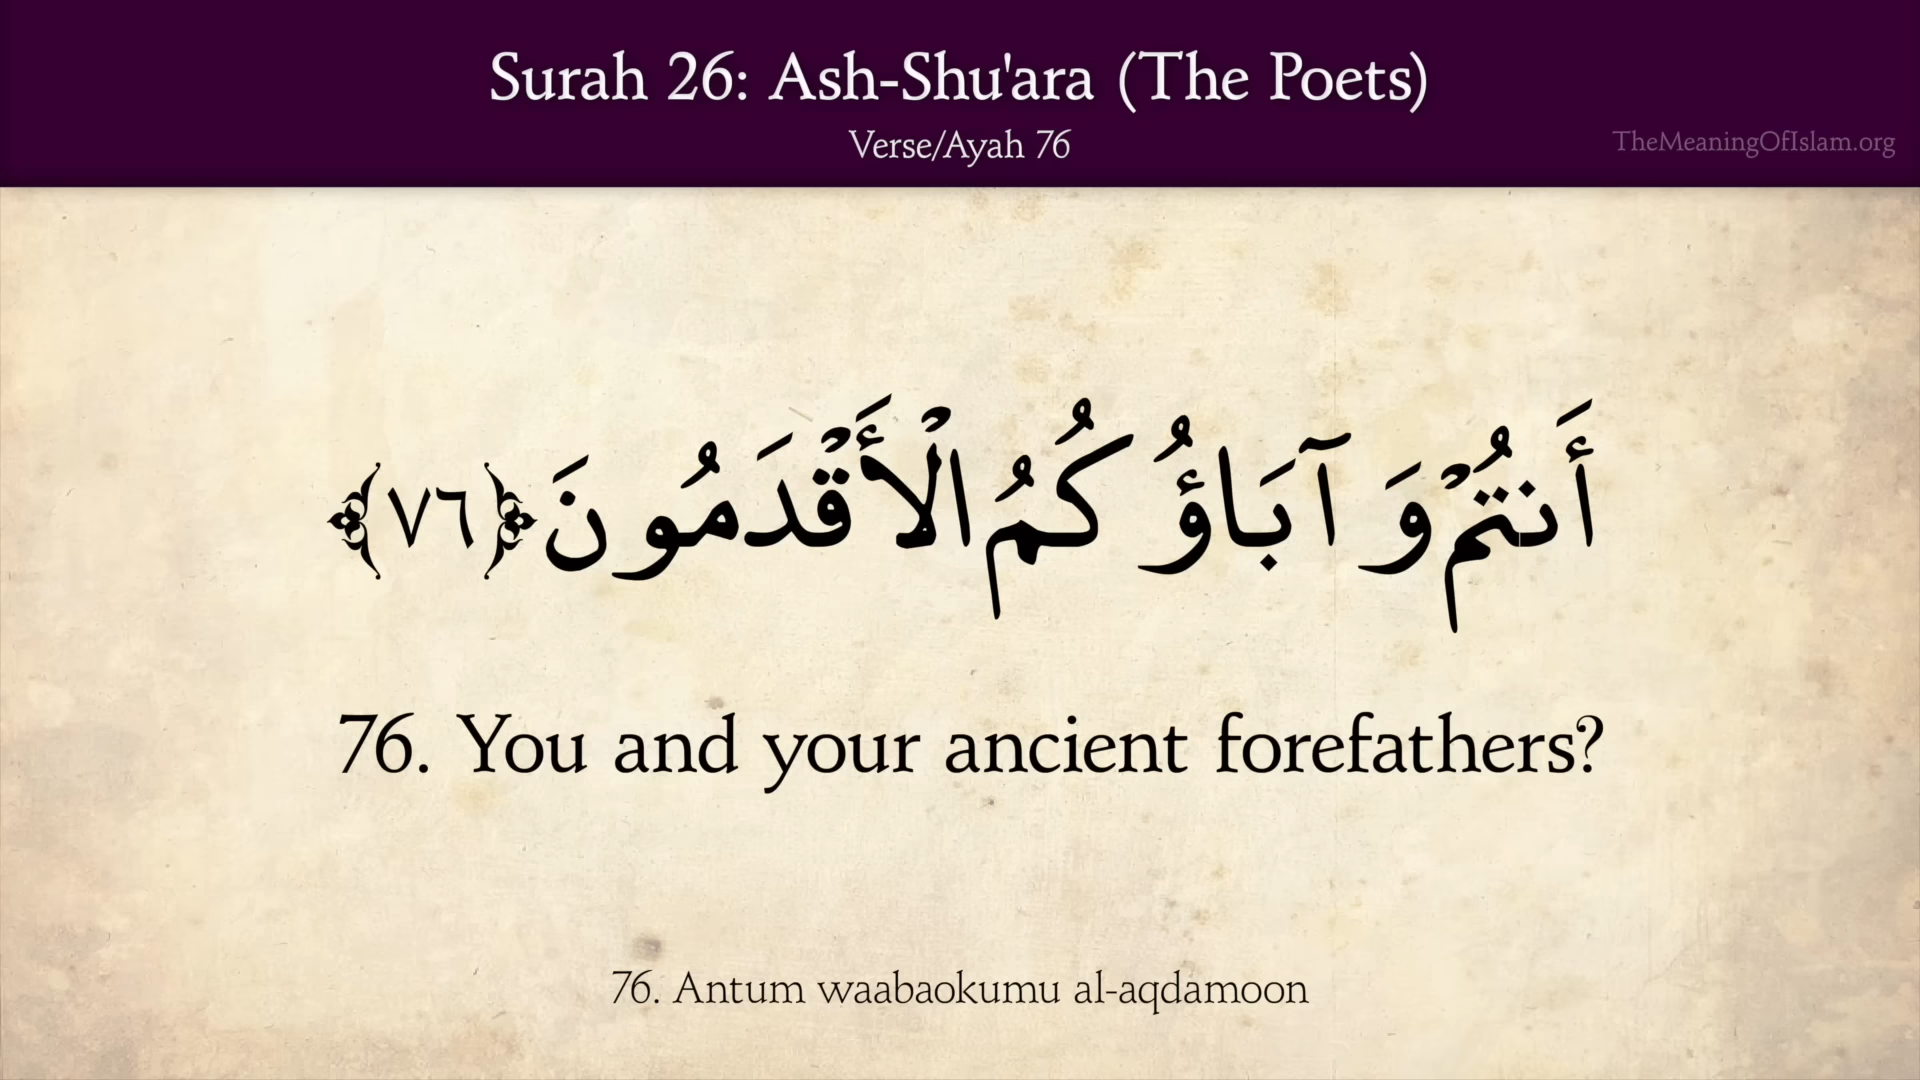 Surah 26: Ash-Shu'ara (The Poets)
Verse/Ayah 76
TheMeaningOfIslam.org
أَنتُمْ وَآبَاؤُكُمُ الْأَقْدَمُونَ ﴿٧٦﴾
76. You and your ancient forefathers?
76. Antum waabaokumu al-aqdamoon